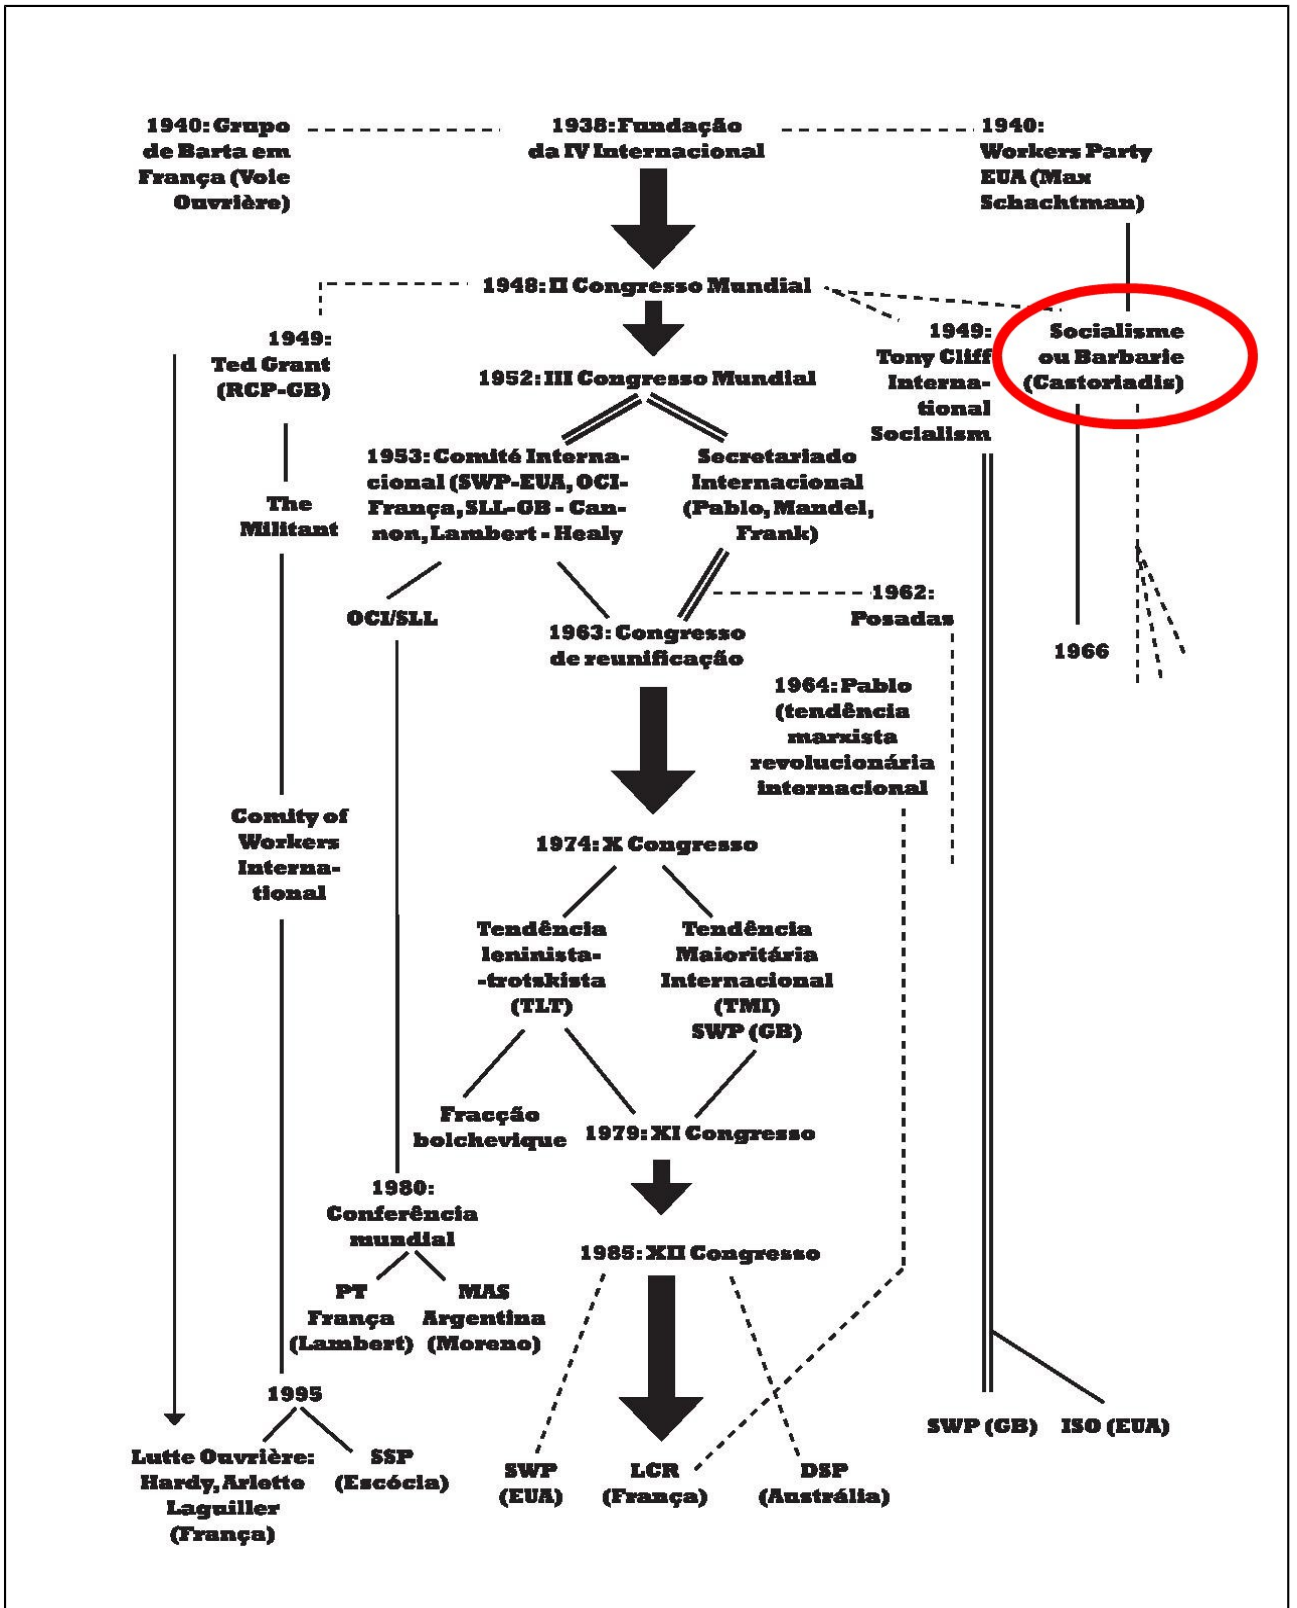 1940: Grupo
de Barta em
França (Voie
Ouvrière)
1938: Fundação
da IV Internacional
1940:
Workers Party
EUA (Max
Schachtman)
1948: II Congresso Mundial
1949:
Ted Grant
(RCP-GB)
1952: III Congresso Mundial
1949:
Tony Cliff
Interna-
tional
Socialism
Socialisme
ou Barbarie
(Castoriadis)
1953: Comité Interna-
cional (SWP-EUA, OCI-
França, SLL-GB - Can-
non, Lambert - Healy
Secretariado
Internacional
(Pablo, Mandel,
Frank)
The
Militant
OCI/SLL
1962:
Posadas
1963: Congresso
de reunificação
1966
1964: Pablo
(tendência
marxista
revolucionária
internacional
Comity of
Workers
Interna-
tional
1974: X Congresso
Tendência
leninista-
-trotskista
(TLT)
Tendência
Maioritária
Internacional
(TMI)
SWP (GB)
Fracção
bolchevique
1979: XI Congresso
1980:
Conferência
mundial
1985: XII Congresso
PT
França
(Lambert)
MAS
Argentina
(Moreno)
1995
SWP (GB)
ISO (EUA)
Lutte Ouvrière:
Hardy, Arlette
Laguiller
(França)
SSP
(Escócia)
SWP
(EUA)
LCR
(França)
DSP
(Austrália)